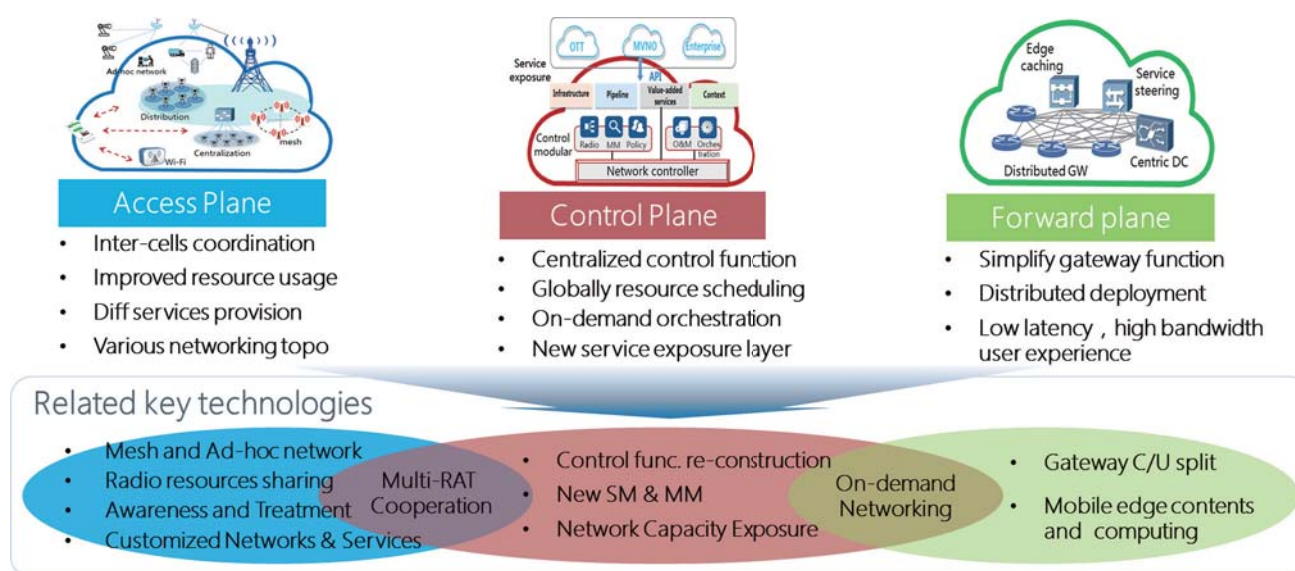 Ad-hoc network
Distribution
Centralization
mesh
Wi-Fi
Access Plane
• Inter-cells coordination
• Improved resource usage
• Diff services provision
• Various networking topo
OTT
MVNO
Enterprise
Service
exposure
API
Infrastructure
Pipeline
Value-added
services
Context
Control
modular
Radio
MM
Policy
O&M
Orches
tration
Network controller
Control Plane
• Centralized control function
• Globally resource scheduling
• On-demand orchestration
• New service exposure layer
Edge
caching
Service
steering
Centric DC
Distributed GW
Forward plane
• Simplify gateway function
• Distributed deployment
• Low latency , high bandwidth
user experience
Related key technologies
• Mesh and Ad-hoc network
• Radio resources sharing
• Awareness and Treatment
• Customized Networks & Services
Multi-RAT
Cooperation
• Control func. re-construction
• New SM & MM
• Network Capacity Exposure
On-demand
Networking
• Gateway C/U split
• Mobile edge contents
and computing